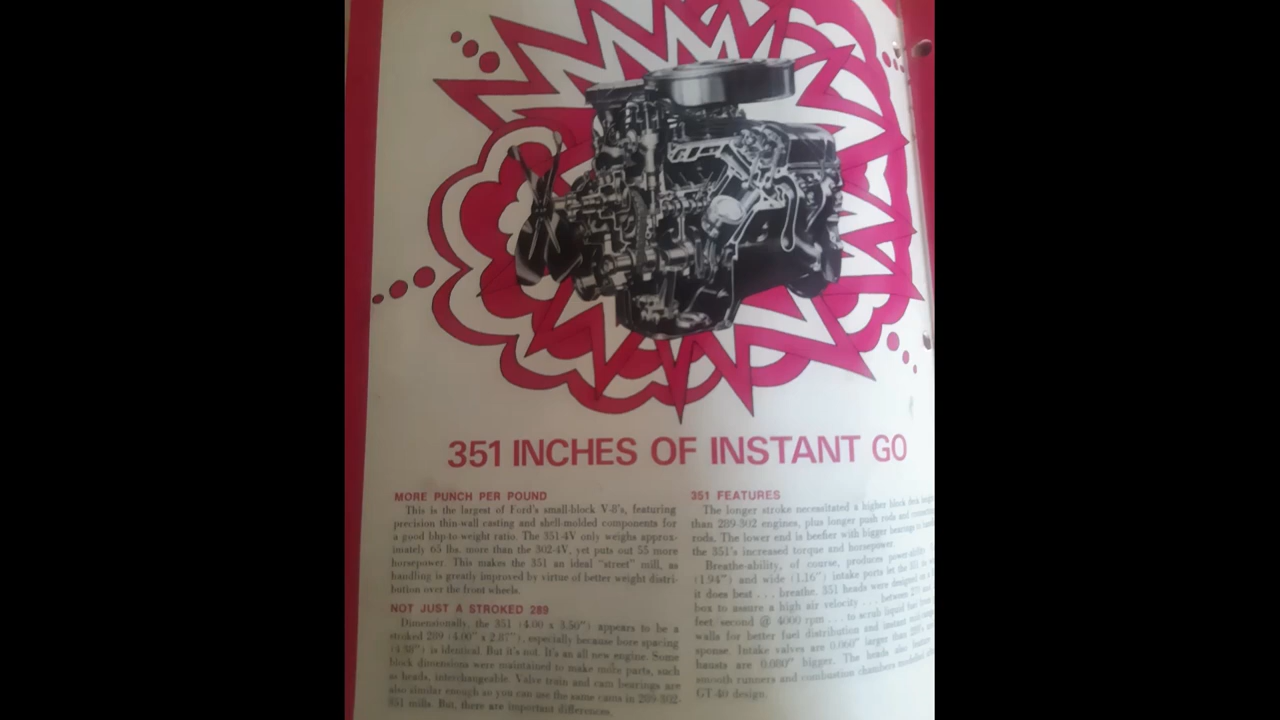 351 INCHES OF INSTANT GO
MORE PUNCH PER POUND
This is the largest of Ford's small-block V-8's, featuring
precision thin-wall casting and shell-molded components for
a good bhp-to-weight ratio. The 351-4V only weighs approx-
imately 65 lbs. more than the 302-4V, yet puts out 55 more
horsepower. This makes the 351 an ideal "street" mill, as
handling is greatly improved by virtue of better weight distri-
bution over the front wheels.
NOT JUST A STROKED 289
Dimensionally, the 351 (4.00 x 3.50") appears to be a
stroked 289 (4.00" x 2.87"), especially because bore spacing
(4.38") is identical. But it's not. It's an all new engine. Some
block dimensions were maintained to make parts, such
as heads, interchangeable. Valve train and cam bearings are
also similar enough so you can use the same cams in 289-302-
351 mills. But, there are important differences.
351 FEATURES
The longer stroke necessitated a higher block deck
than 289-302 engines, plus longer push rods and
rods. The lower end is beefier with bigger bearings
the 351's increased torque and horsepower.
Breathe-ability, of course, produces power-ability.
(1.94") and wide (1.16") intake ports let the 351
it does best . . . breathe. 351 heads were designed on a
box to assure a high air velocity . . . between
feet second @ 4000 rpm . . . to scrub liquid fuel from
walls for better fuel distribution and instant
sponse. Intake valves are 0.060" larger than
hausts are 0.080" bigger. The heads also
smooth runners and combustion chambers modelled
GT-40 design.